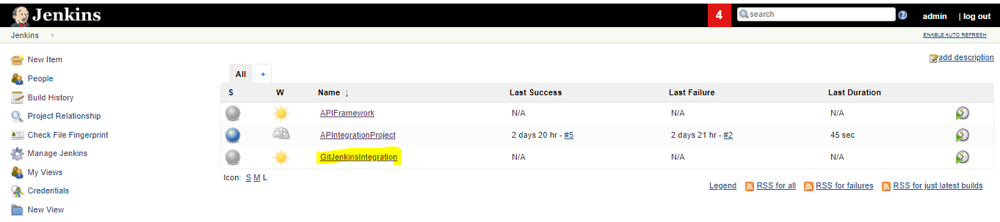 Jenkins 4 search admin | log out
Jenkins ENABLE AUTO REFRESH
add description
New Item
People
Build History
Project Relationship
Check File Fingerprint
Manage Jenkins
My Views
Credentials
New View
All +
S W Name ↓ Last Success Last Failure Last Duration
APIFramework N/A N/A N/A
APIntegrationProject 2 days 20 hr - #5 2 days 21 hr - #2 45 sec
GitJenkinsIntegration N/A N/A N/A
Icon: S M L
Legend RSS for all RSS for failures RSS for just latest builds